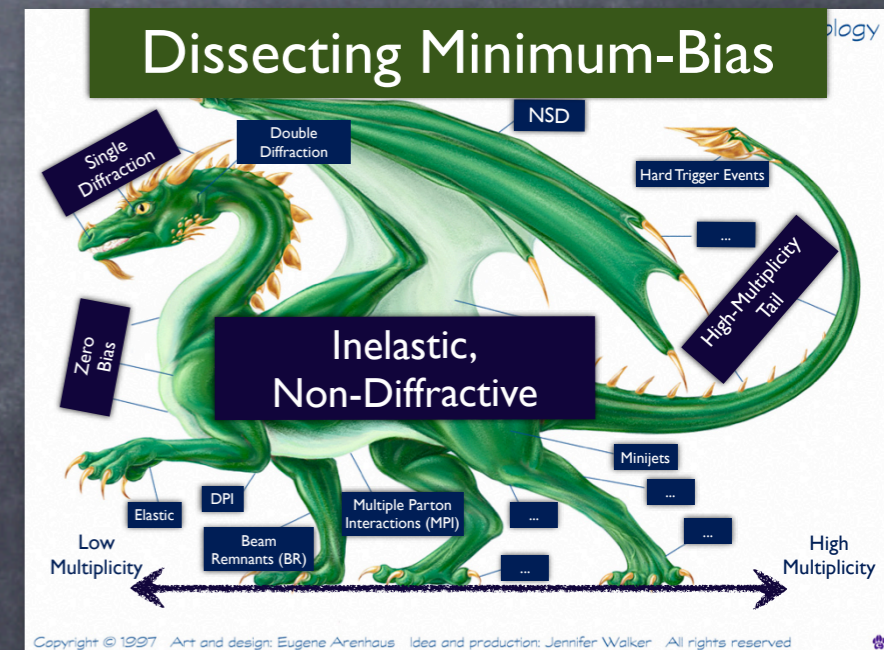 Dissecting Minimum-Bias
Single
Diffraction
Double
Diffraction
NSD
Hard Trigger Events
...
High-Multiplicity
Tail
Zero
Bias
Inelastic,
Non-Diffractive
Minijets
...
Elastic
DPI
Multiple Parton
Interactions (MPI)
...
...
Beam
Remnants (BR)
...
Low
Multiplicity
High
Multiplicity
Copyright © 1997 Art and design: Eugene Arenhaus Idea and production: Jennifer Walker All rights reserved